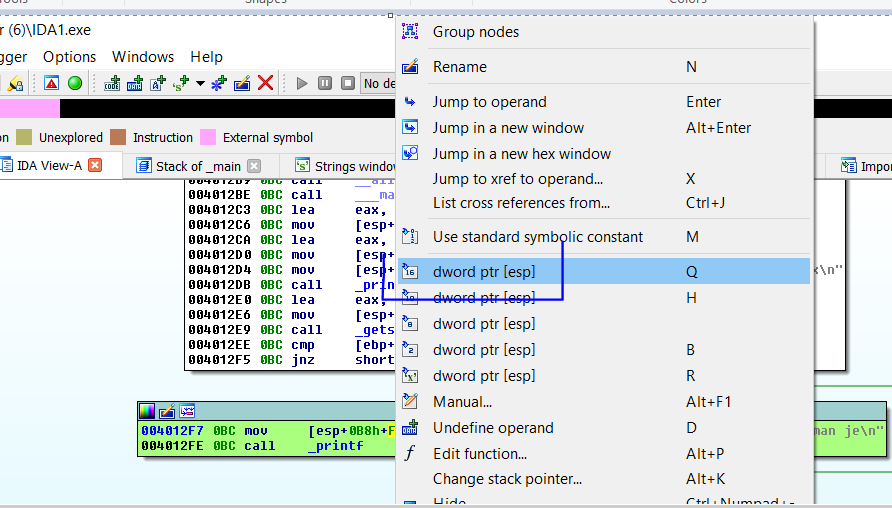 Tools
Shapes
Colors
r (6)\IDA1.exe
gger Options Windows Help
No de
on Unexplored Instruction External symbol
IDA View-A Stack of _main Strings window Impor
004012B9 0BC call __all
004012BE 0BC call ___ma
004012C3 0BC lea eax,
004012C6 0BC mov [esp+
004012CA 0BC lea eax,
004012D0 0BC mov [esp+
004012D4 0BC mov [esp+ x\n"
004012DB 0BC call _prin
004012E0 0BC lea eax,
004012E6 0BC mov [esp+
004012E9 0BC call _gets
004012EE 0BC cmp [ebp+
004012F5 0BC jnz short
004012F7 0BC mov [esp+0B8h+F man je\n"
004012FE 0BC call _printf
Group nodes
Rename N
Jump to operand Enter
Jump in a new window Alt+Enter
Jump in a new hex window
Jump to xref to operand... X
List cross references from... Ctrl+J
Use standard symbolic constant M
dword ptr [esp] Q
dword ptr [esp] H
dword ptr [esp]
dword ptr [esp] B
dword ptr [esp] R
Manual... Alt+F1
Undefine operand D
Edit function... Alt+P
Change stack pointer...
Hide Ctrl+Numpad+-